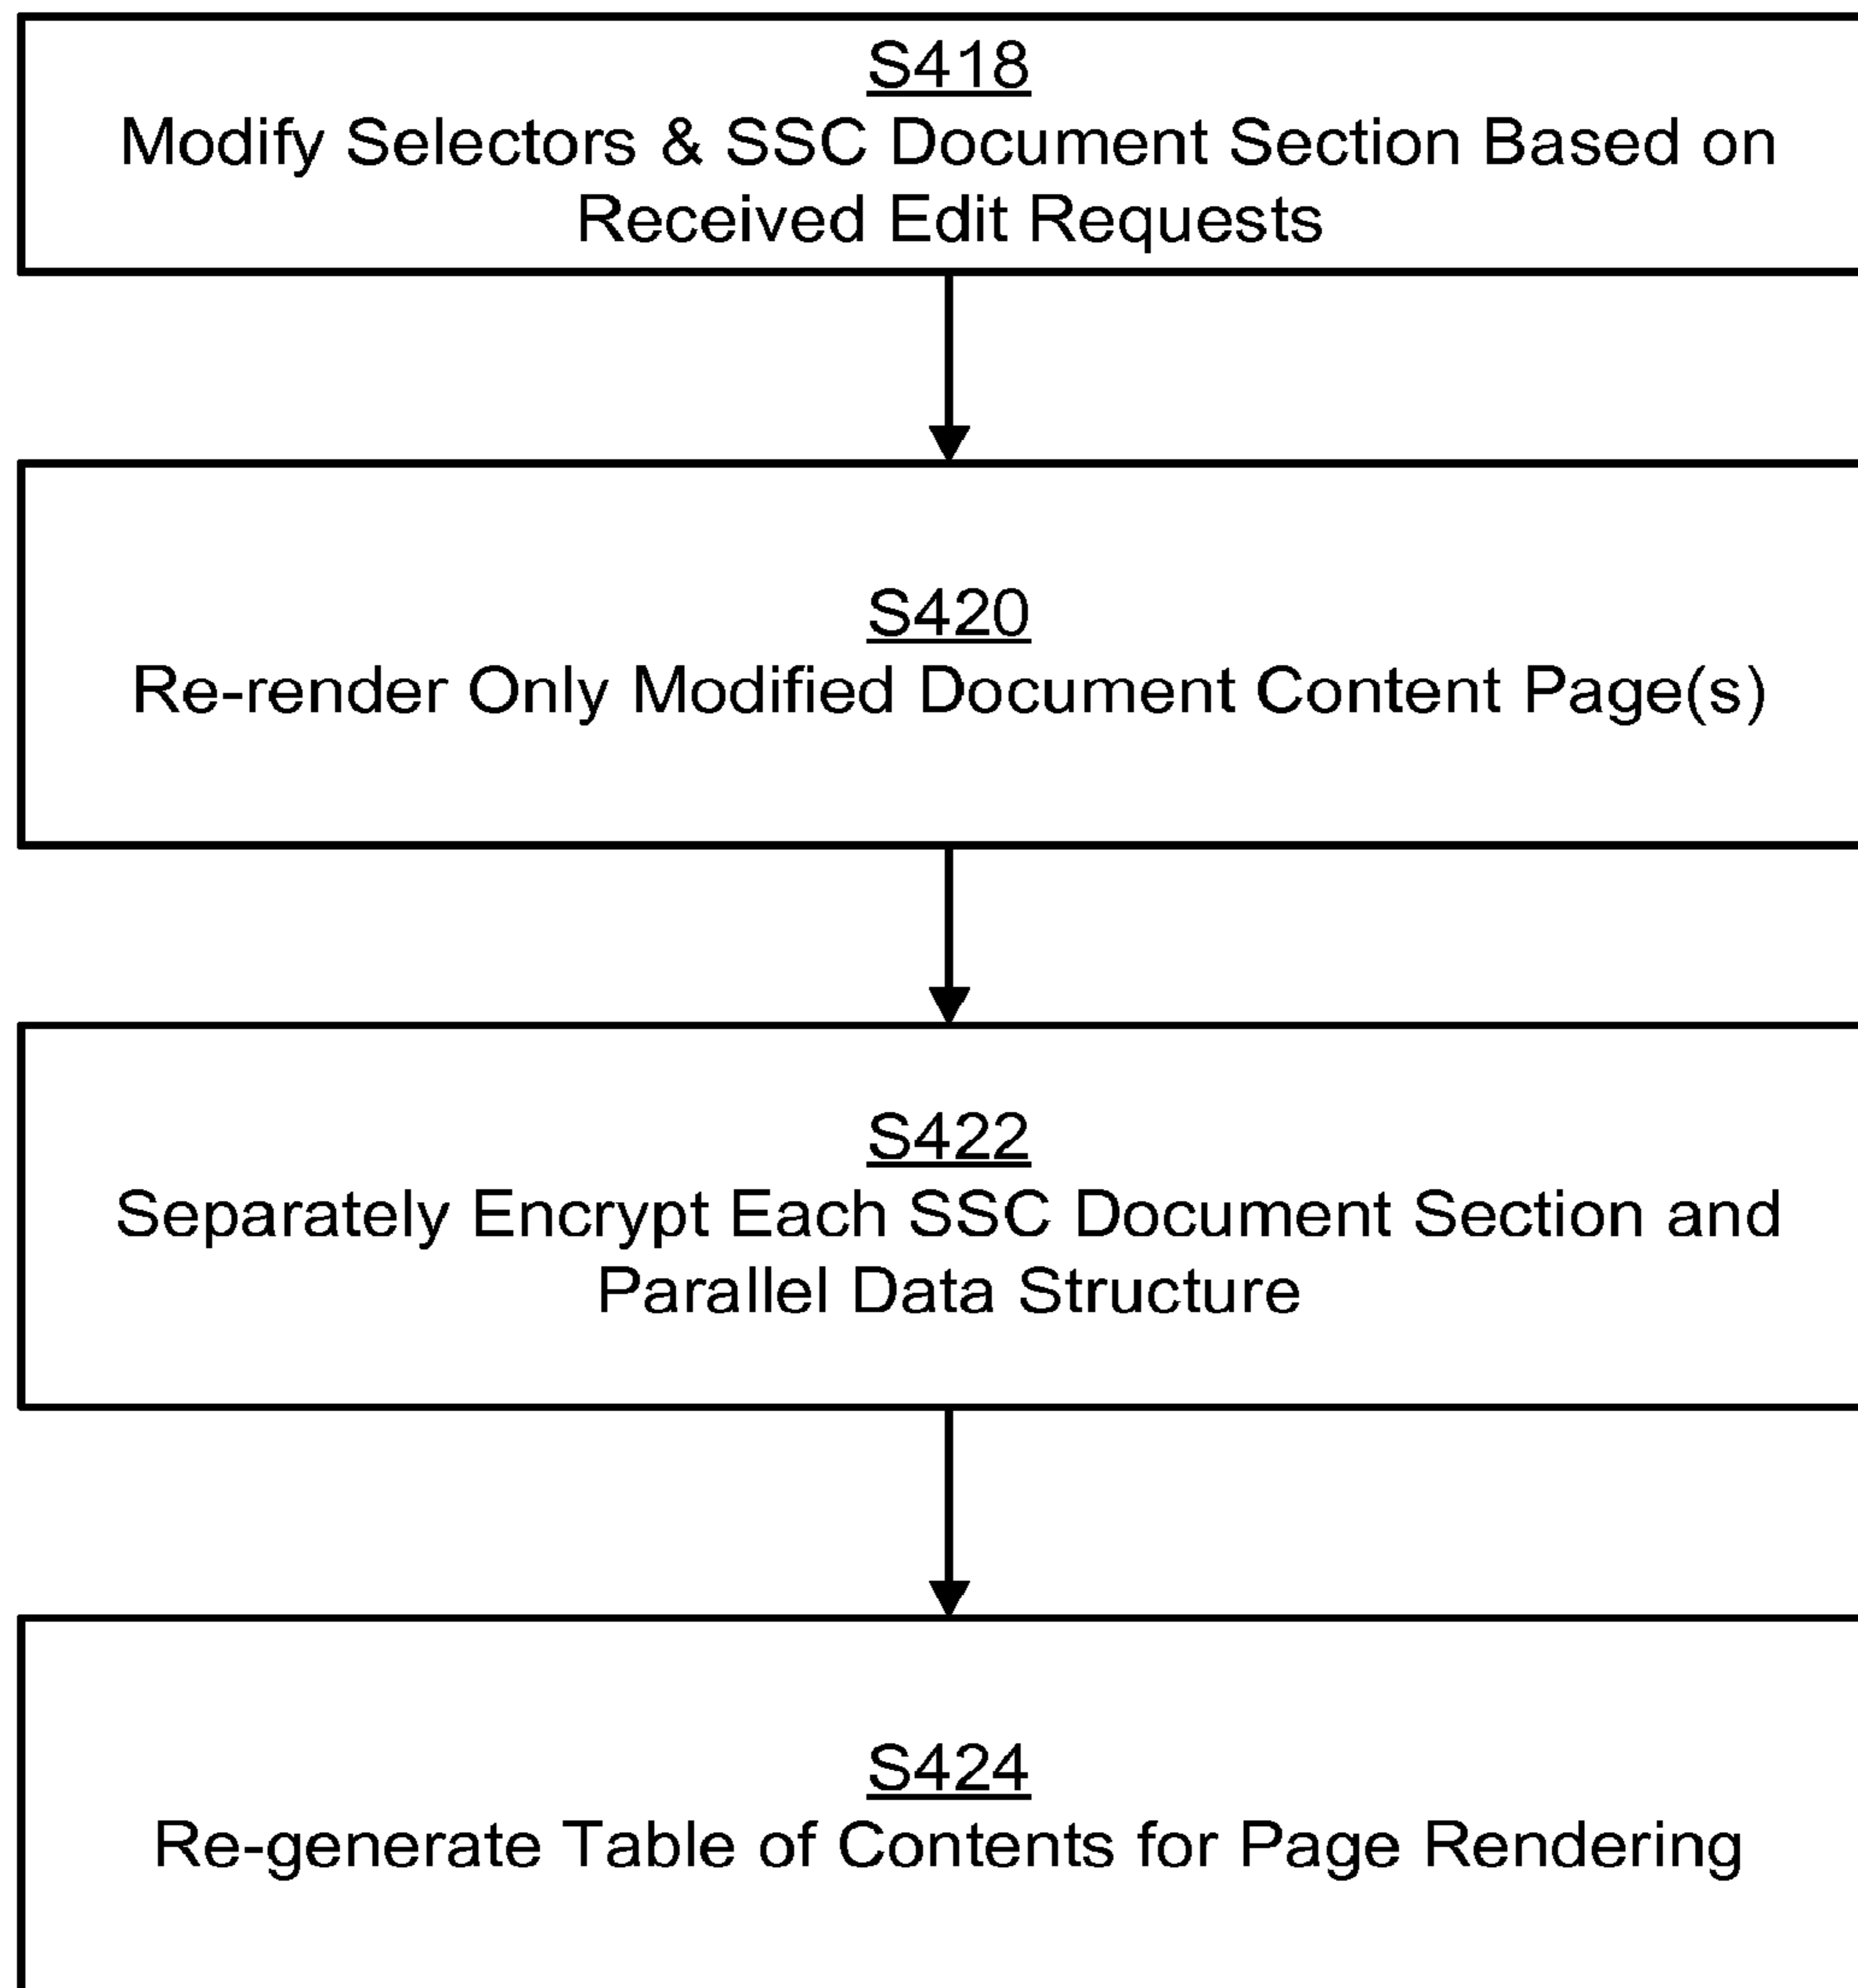 S418
Modify Selectors & SSC Document Section Based on
Received Edit Requests
S420
Re-render Only Modified Document Content Page(s)
S422
Separately Encrypt Each SSC Document Section and
Parallel Data Structure
S424
Re-generate Table of Contents for Page Rendering